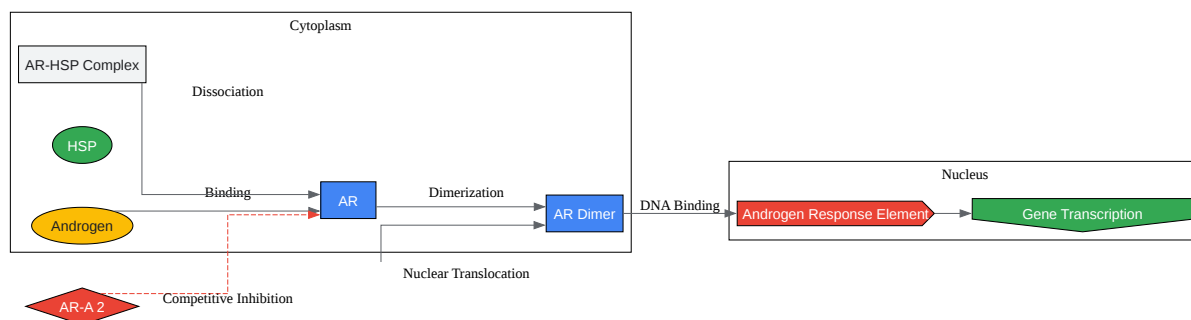 Cytoplasm
AR-HSP Complex
Dissociation
HSP
Nucleus
Binding
Dimerization
AR
DNA Binding
AR Dimer
Androgen Response Element
Gene Transcription
Androgen
Nuclear Translocation
Competitive Inhibition
AR-A 2